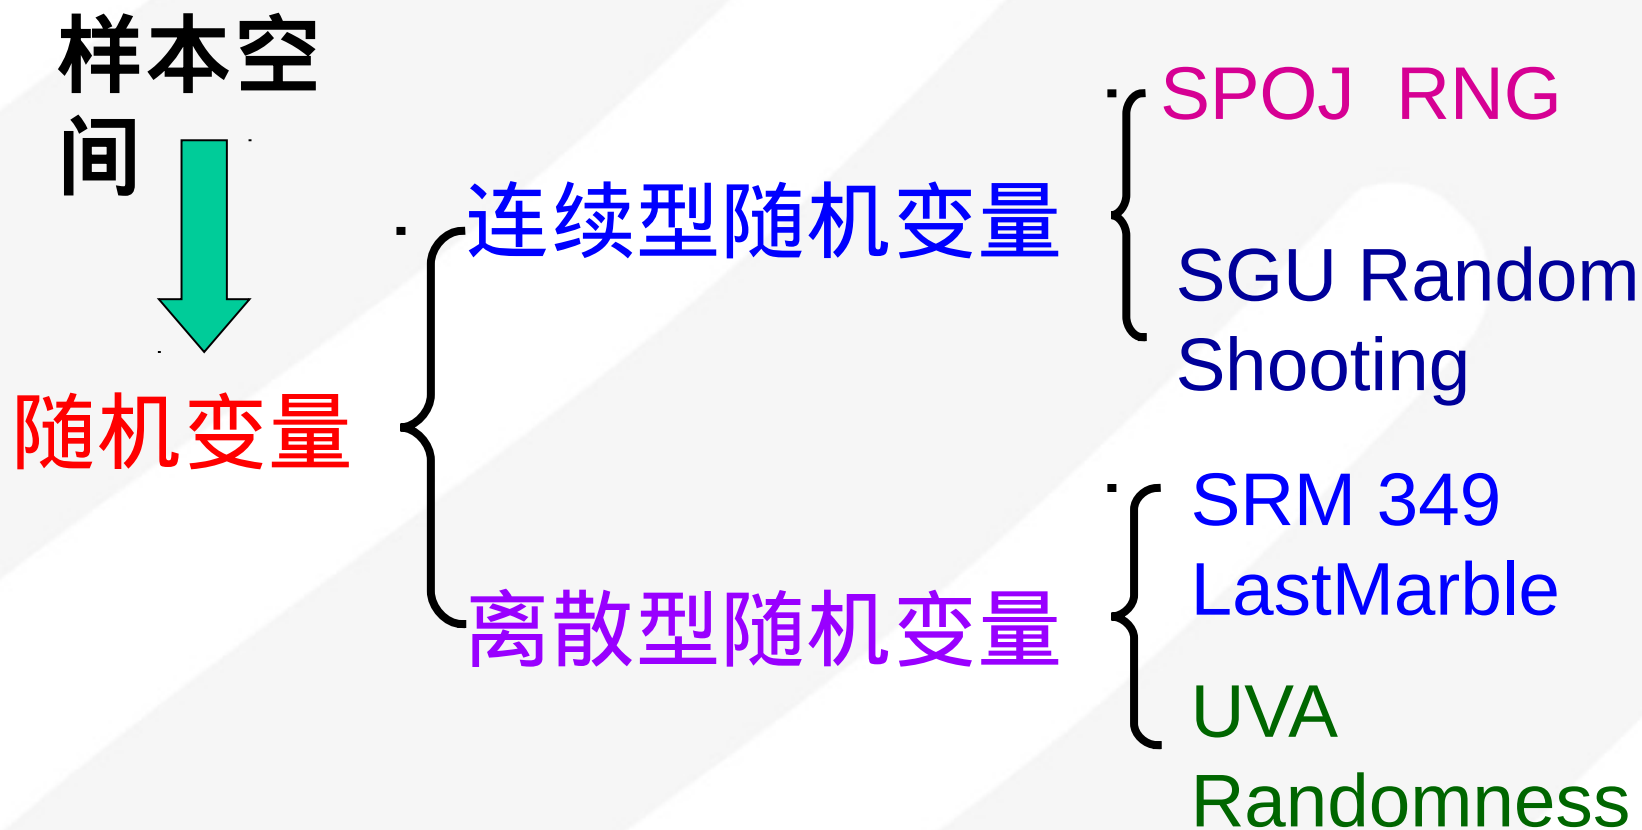 样本空
间
随机变量
连续型随机变量
离散型随机变量
SPOJ  RNG
SGU Random
Shooting
SRM 349
LastMarble
UVA
Randomness